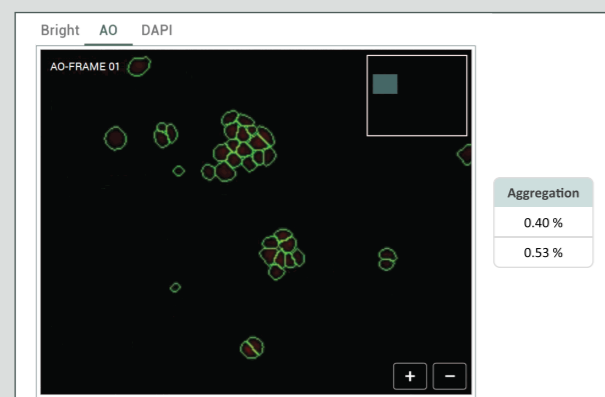 Bright AO DAPI
AO-FRAME 01
Aggregation
0.40 %
0.53 %
+ −